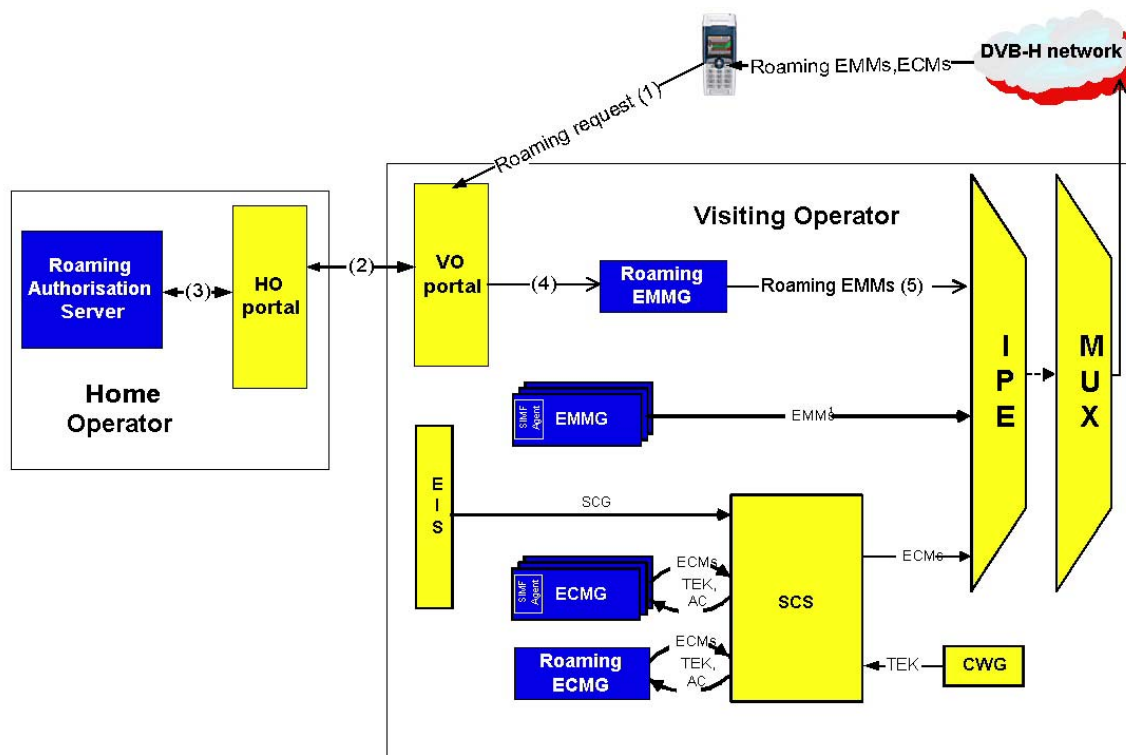 DVB-H network
Roaming EMMs,ECMs
Roaming request (1)
Visiting Operator
Roaming
Authorisation
Server
(3)
HO
portal
(2)
VO
portal
(4)
Roaming
EMMG
Roaming EMMs (5)
I
P
E
M
U
X
Home
Operator
SIMF
Agent
EMMG
EMMs
E
I
S
SCG
SIMF
Agent
ECMG
ECMs
TEK,
AC
SCS
ECMs
Roaming
ECMG
ECMs
TEK,
AC
TEK
CWG